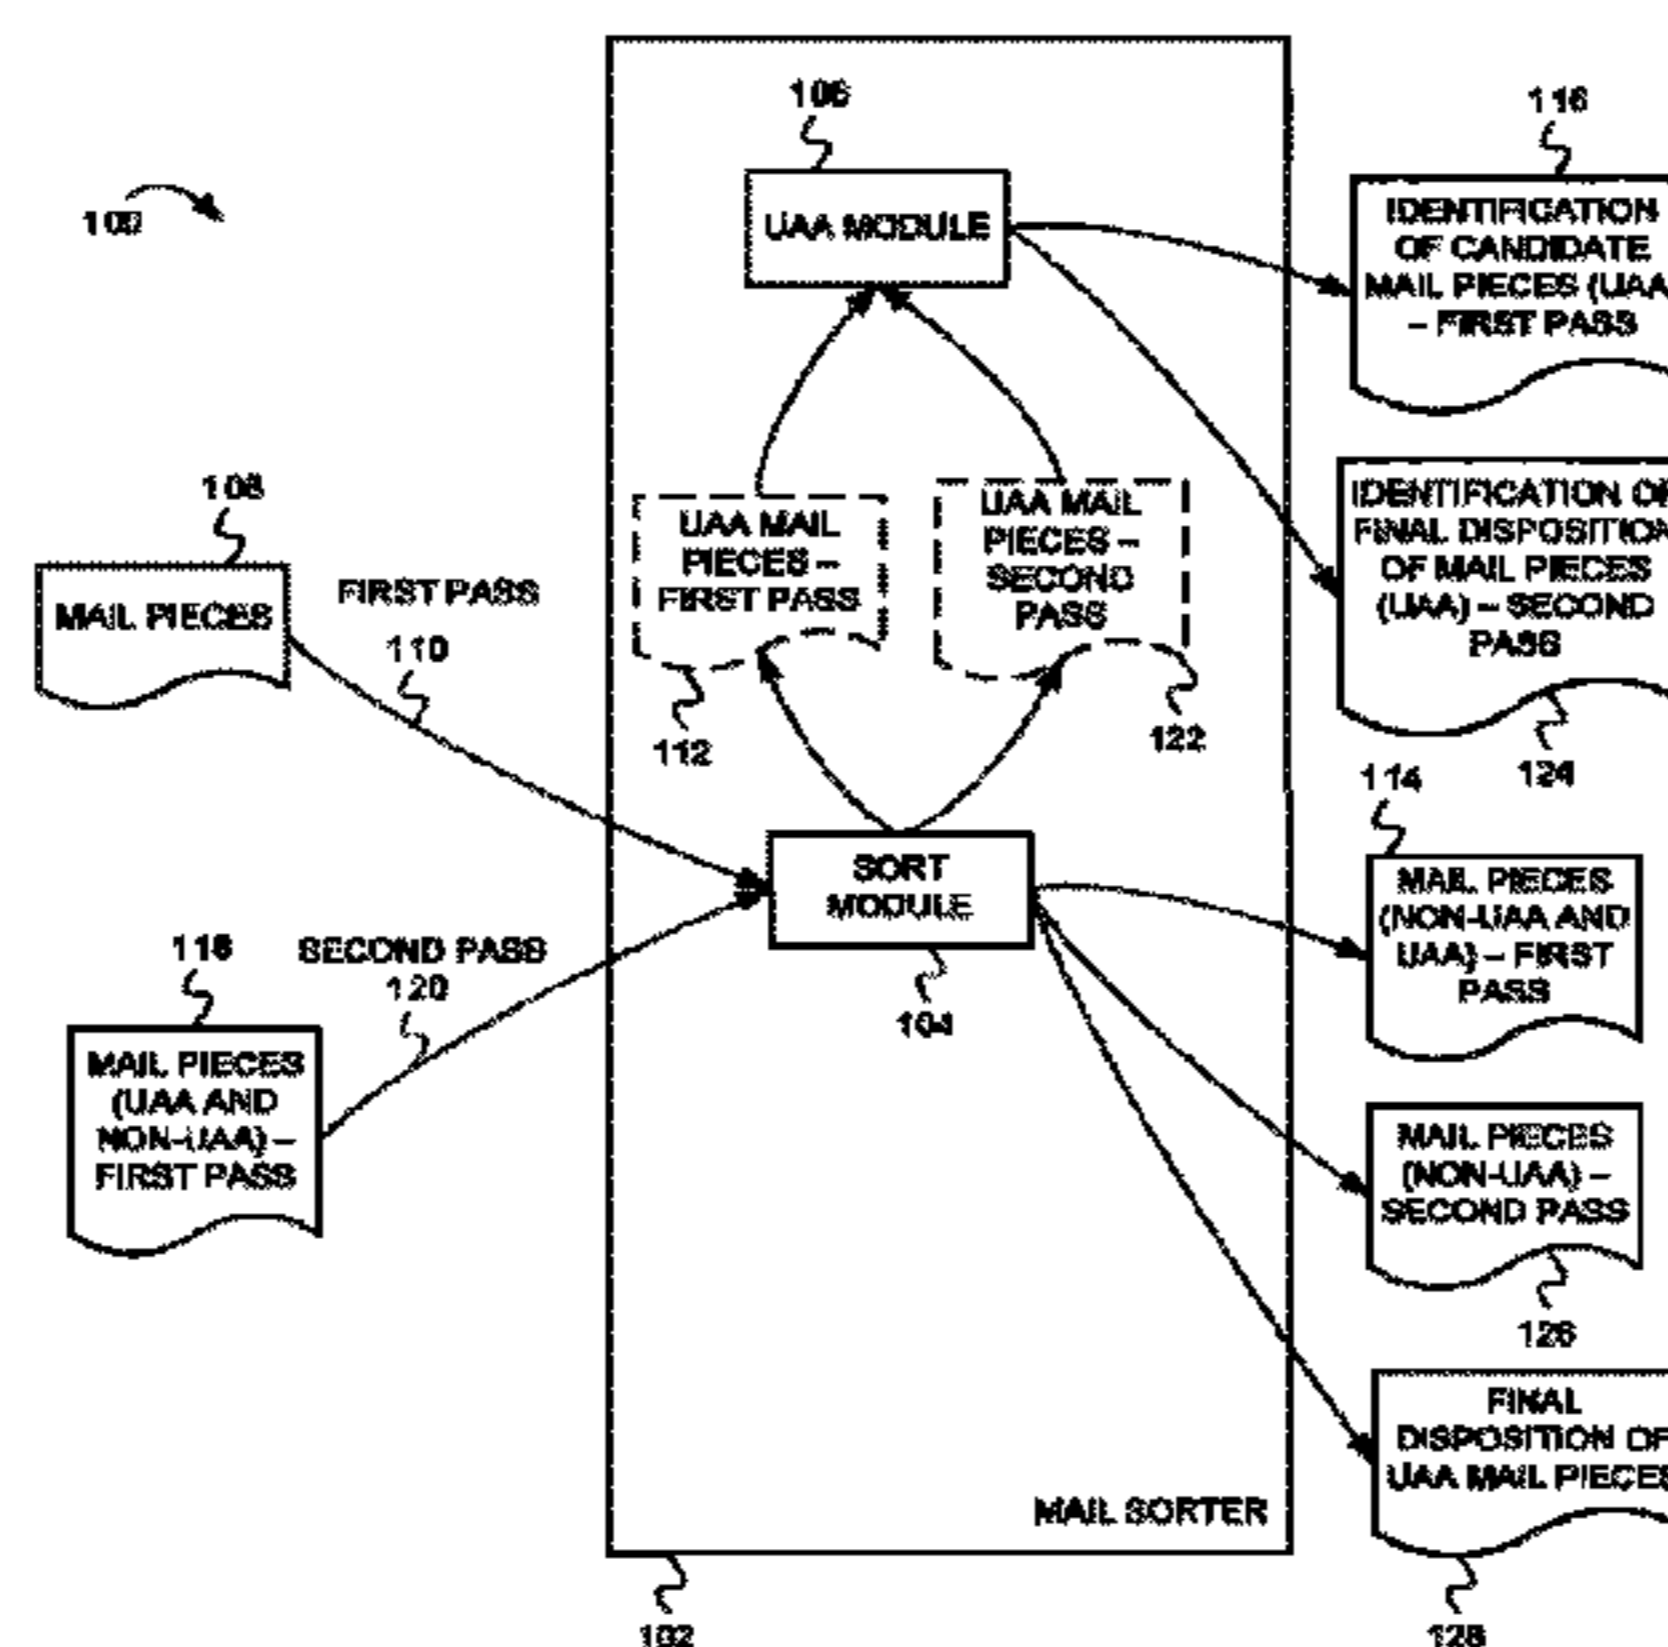 106
116
100
UAA MODULE
IDENTIFICATION
OF CANDIDATE
MAIL PIECES (UAA
– FIRST PASS
108
MAIL PIECES
FIRST PASS
110
UAA MAIL
PIECES –
FIRST PASS
112
UAA MAIL
PIECES –
SECOND
PASS
122
IDENTIFICATION OF
FINAL DISPOSITION
OF MAIL PIECES
(UAA) – SECOND
PASS
124
114
SORT
MODULE
104
MAIL PIECES
(NON-UAA AND
UAA) – FIRST
PASS
118
SECOND PASS
120
MAIL PIECES
(UAA AND
NON-UAA) –
FIRST PASS
MAIL PIECES
(NON-UAA) –
SECOND PASS
126
FINAL
DISPOSITION OF
UAA MAIL PIECES
MAIL SORTER
102
128